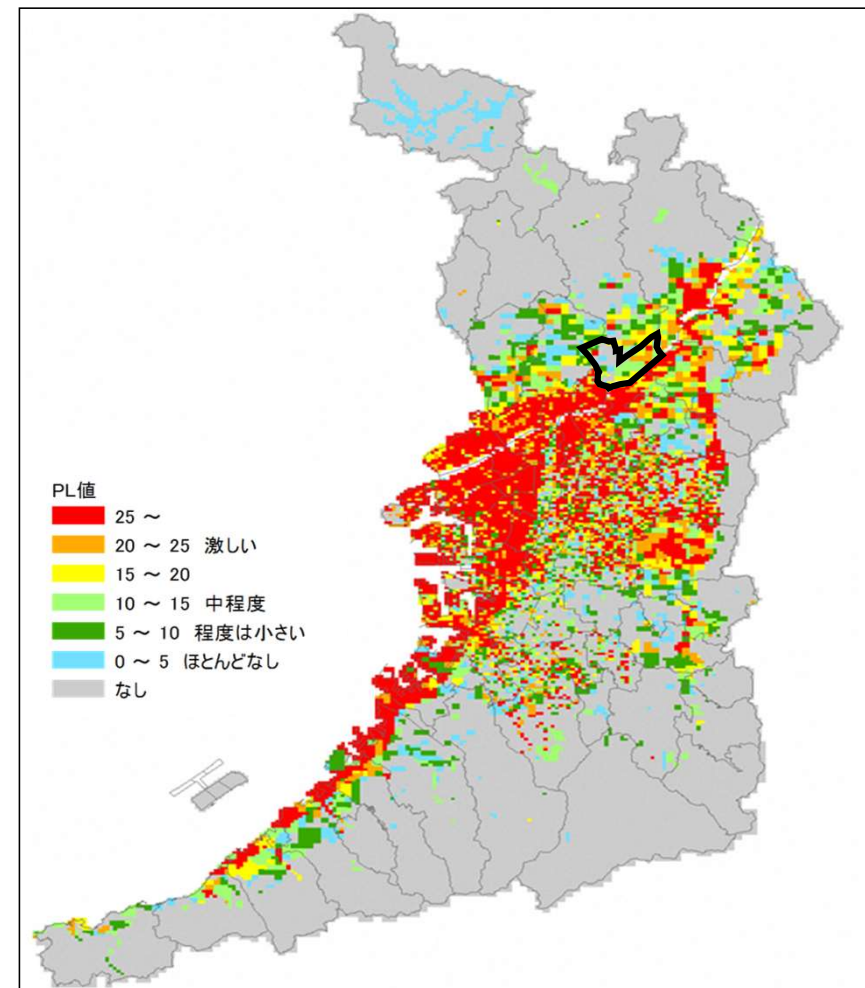 PL値
25 ～
20 ～ 25 激しい
15 ～ 20
10 ～ 15 中程度
5 ～ 10 程度は小さい
0 ～ 5 ほとんどなし
なし